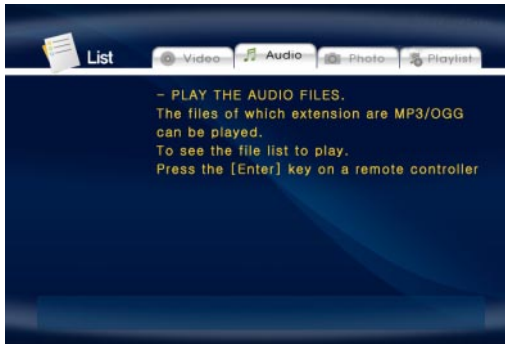 List
Video
Audio
Photo
Playlist
- PLAY THE AUDIO FILES.
The files of which extension are MP3/OGG
can be played.
To see the file list to play.
Press the [Enter] key on a remote controller